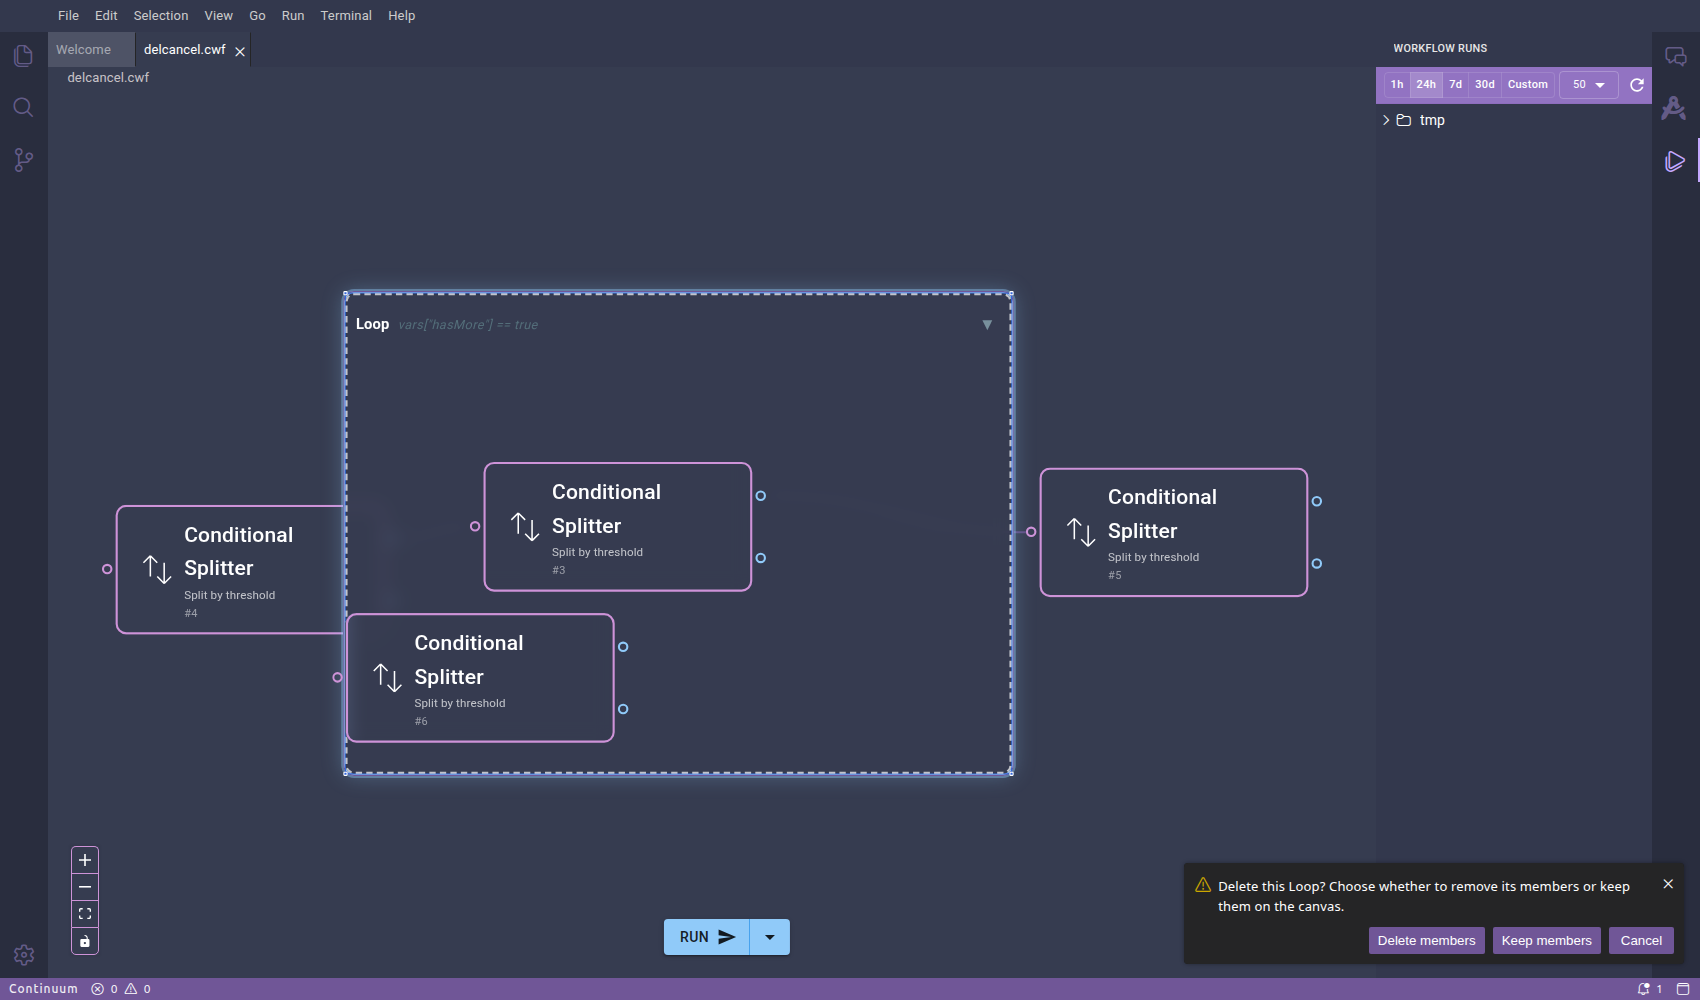 File Edit Selection View Go Run Terminal Help
Welcome delcancel.cwf
WORKFLOW RUNS
delcancel.cwf
1h 24h 7d 30d Custom 50
tmp
Loop vars["hasMore"] == true
Conditional
Splitter
Split by threshold
#3
Conditional
Splitter
Split by threshold
#5
Conditional
Splitter
Split by threshold
#4
Conditional
Splitter
Split by threshold
#6
RUN
Delete this Loop? Choose whether to remove its members or keep
them on the canvas.
Delete members Keep members Cancel
Continuum 0 0 1